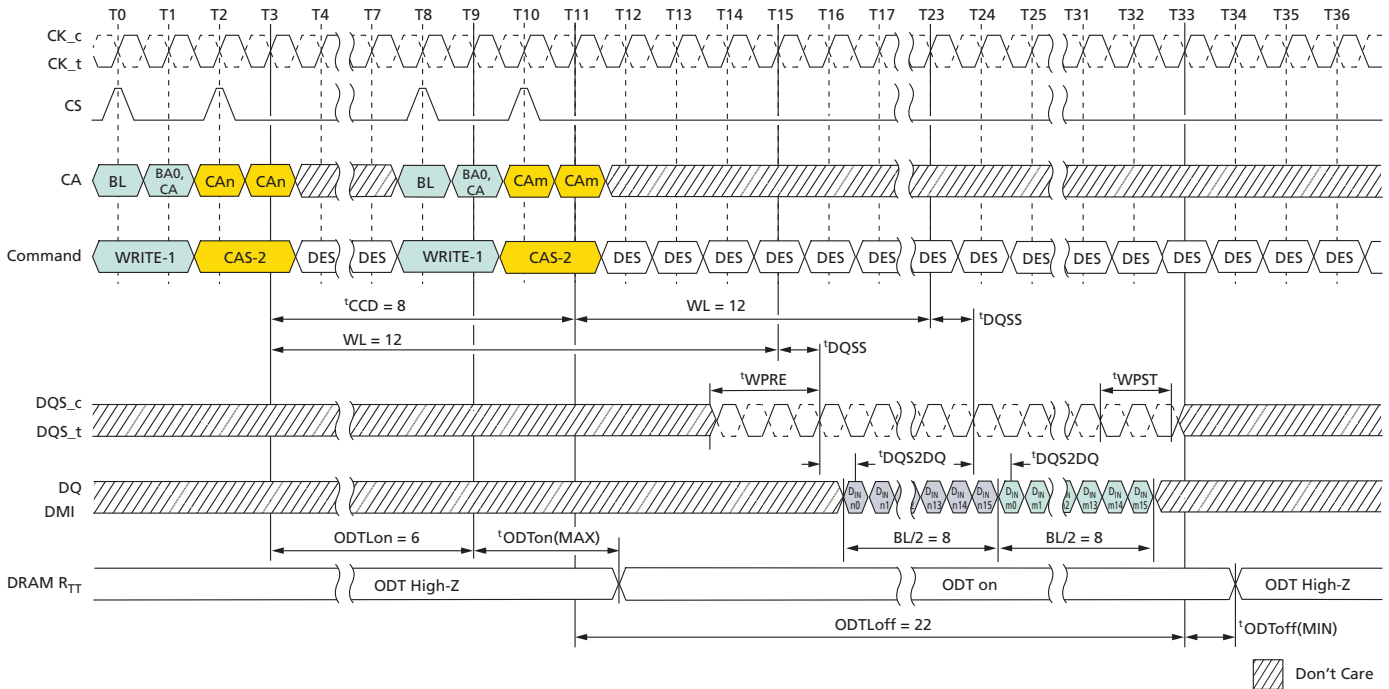 T0 T1 T2 T3 T4 T7 T8 T9 T10 T11 T12 T13 T14 T15 T16 T17 T23 T24 T25 T31 T32 T33 T34 T35 T36
CK_c
CK_t
CS
CA BL BA0, CA CAn CAn BL BA0, CA CAm CAm
Command WRITE-1 CAS-2 DES DES WRITE-1 CAS-2 DES DES DES DES DES DES DES DES DES DES DES DES DES DES DES
tCCD = 8 WL = 12
tDQSS
WL = 12
tDQSS
tWPRE tWPST
DQS_c
DQS_t
tDQS2DQ tDQS2DQ
DQ
DMI
DIN n0 DIN n1 DIN n13 DIN n14 DIN n15 DIN m0 DIN m1 DIN m13 DIN m14 DIN m15
ODTLon = 6 tODTon(MAX) BL/2 = 8 BL/2 = 8
DRAM RTT ODT High-Z ODT on ODT High-Z
ODTLoff = 22 tODToff(MIN)
Don't Care